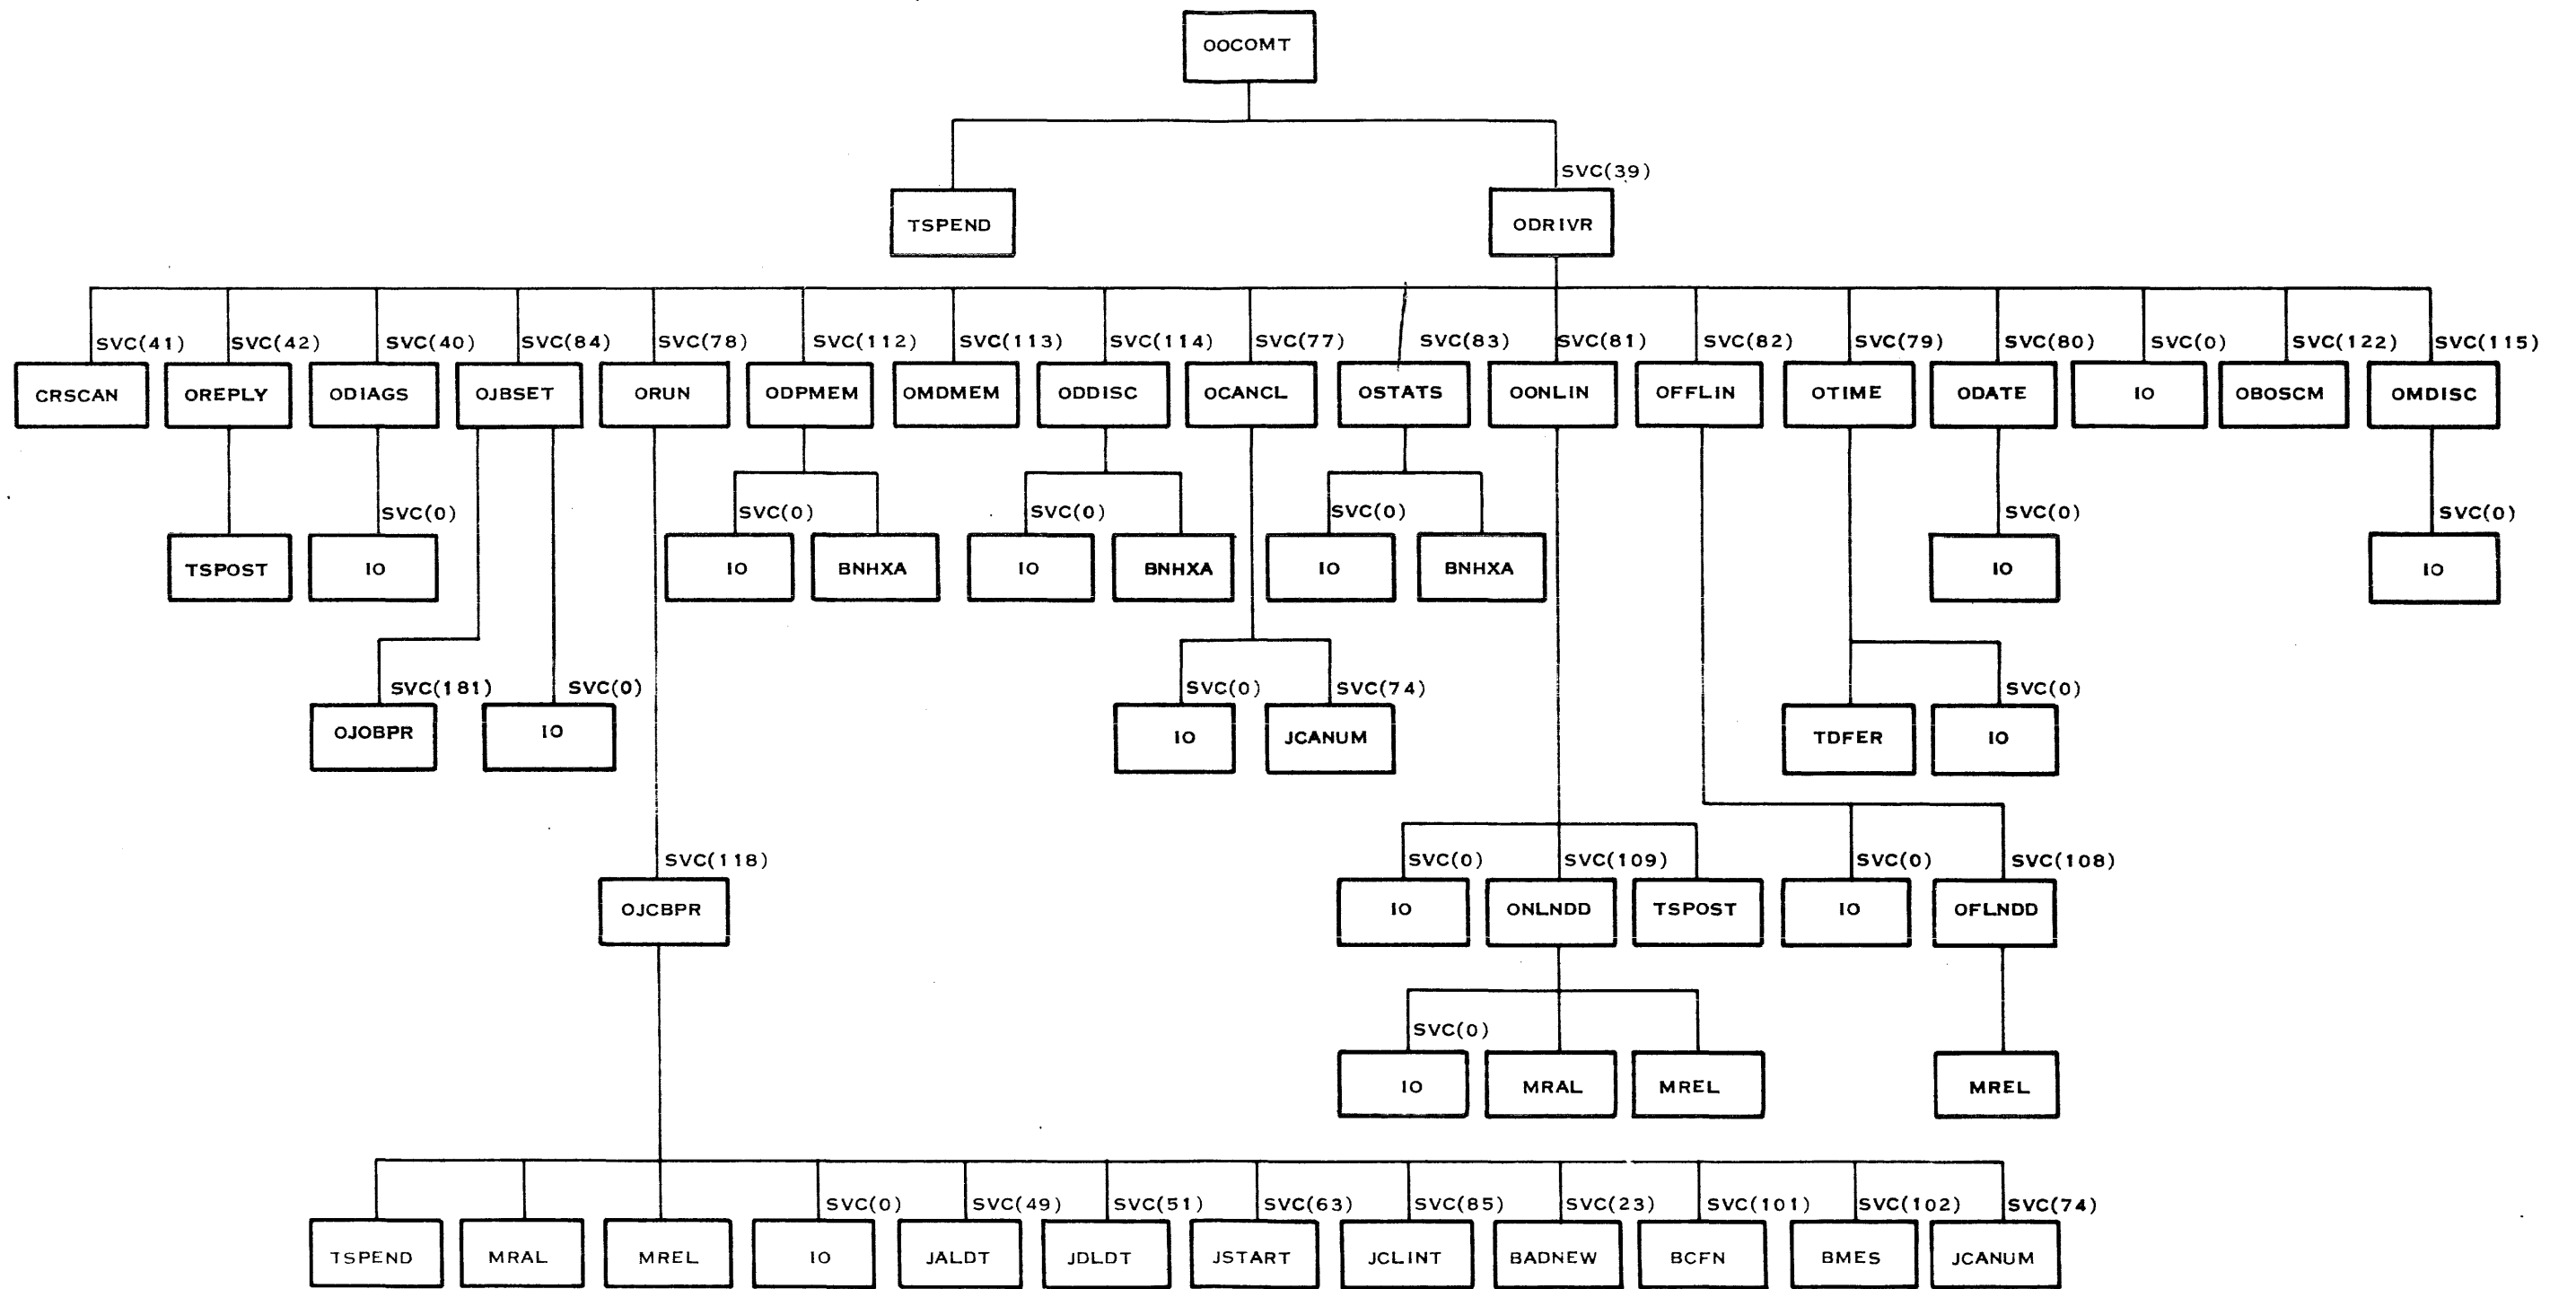 OOCOMT
SVC(39)
TSPEND ODRIVR
SVC(41) SVC(42) SVC(40) SVC(84) SVC(78) SVC(112) SVC(113) SVC(114) SVC(77) SVC(83) SVC(81) SVC(82) SVC(79) SVC(80) SVC(0) SVC(122) SVC(115)
CRSCAN OREPLY ODIAGS OJBSET ORUN ODPMEM OMDMEM ODDISC OCANCL OSTATS OONLIN OFFLIN OTIME ODATE IO OBOSCM OMDISC
SVC(0) SVC(0) SVC(0) SVC(0) SVC(0) SVC(0)
TSPOST IO IO BNHXA IO BNHXA IO BNHXA IO IO
SVC(181) SVC(0) SVC(0) SVC(74) SVC(0)
OJOBPR IO IO JCANUM TDFER IO
SVC(118) SVC(0) SVC(109) SVC(0) SVC(108)
OJCBPR IO ONLNDD TSPOST IO OFLNDD
SVC(0)
IO MRAL MREL MREL
SVC(0) SVC(49) SVC(51) SVC(63) SVC(85) SVC(23) SVC(101) SVC(102) SVC(74)
TSPEND MRAL MREL IO JALDT JDLDT JSTART JCLINT BADNEW BCFN BMES JCANUM